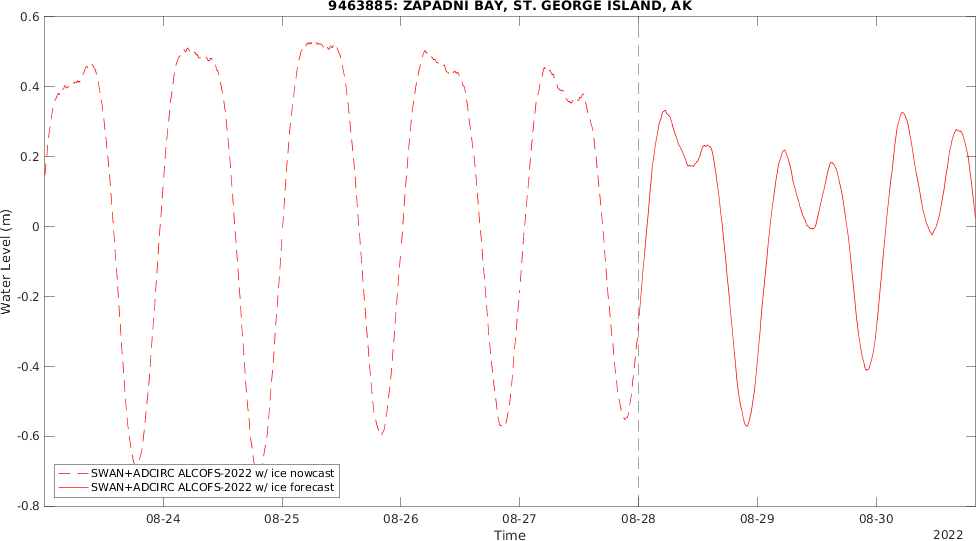 9463885: ZAPADNI BAY, ST. GEORGE ISLAND, AK
0.6
0.4
0.2
0
-0.2
-0.4
-0.6
-0.8
Water Level (m)
SWAN+ADCIRC ALCOFS-2022 w/ ice nowcast
SWAN+ADCIRC ALCOFS-2022 w/ ice forecast
08-24 08-25 08-26 08-27 08-28 08-29 08-30
Time
2022